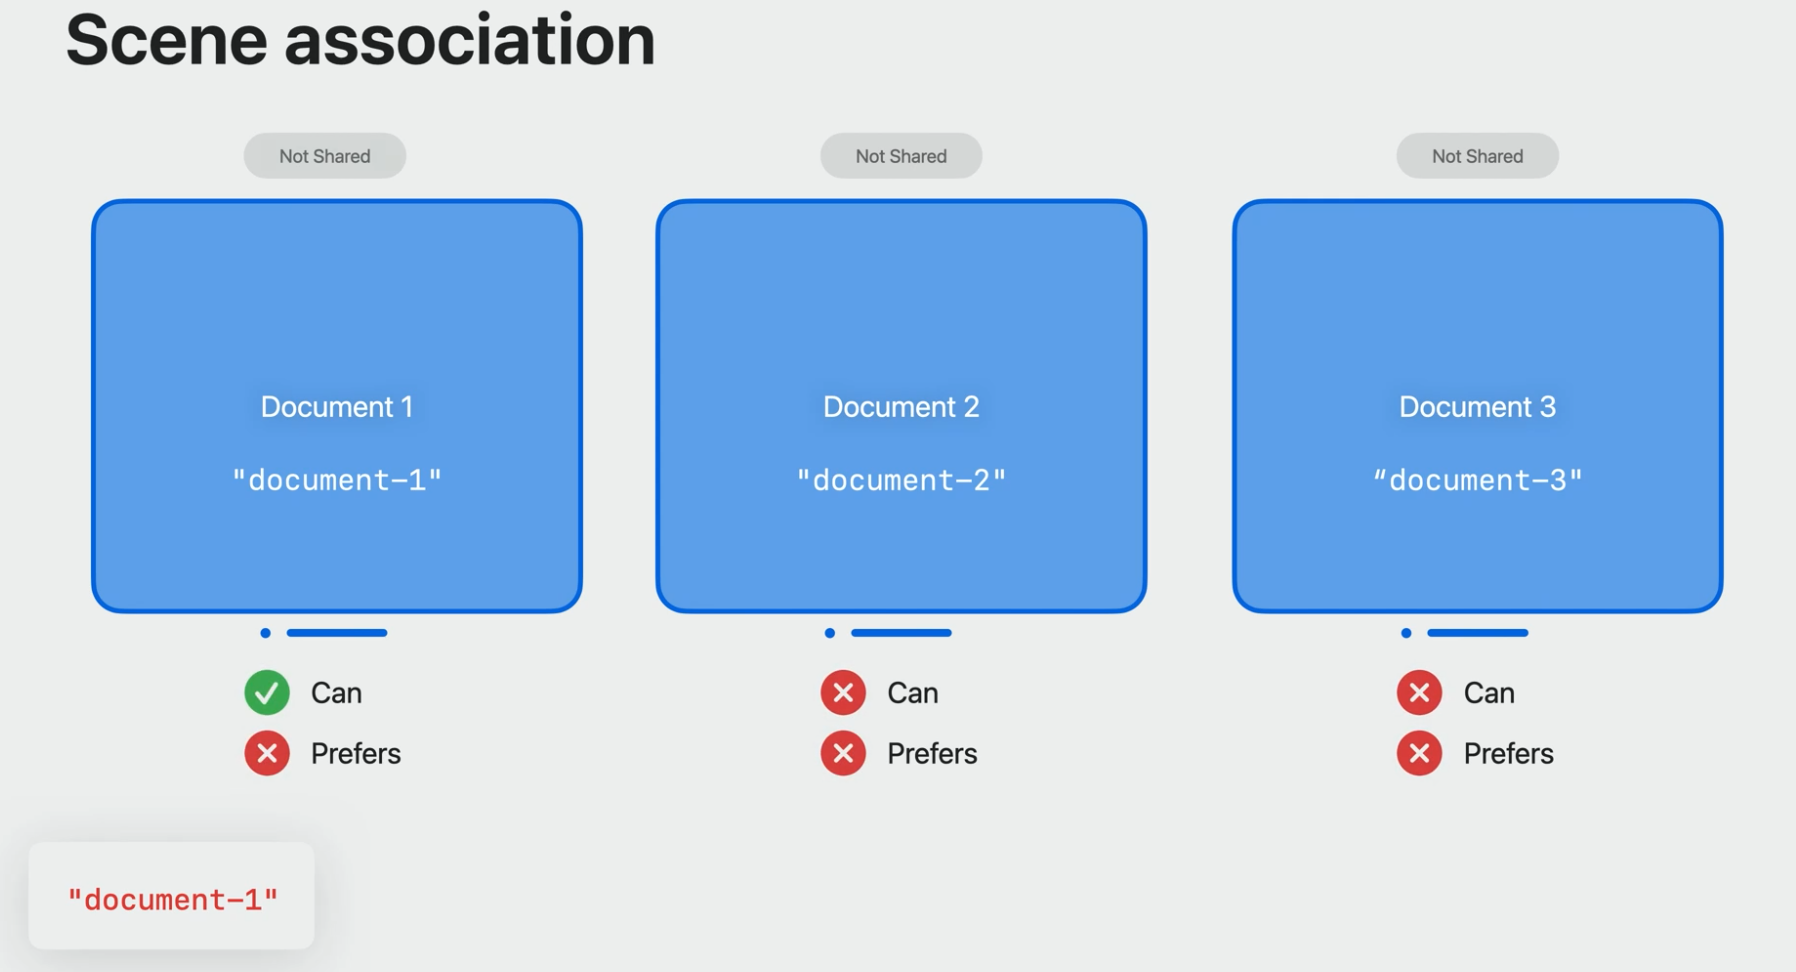 Scene association
Not Shared
Not Shared
Not Shared
Document 1
"document-1"
Document 2
"document-2"
Document 3
“document-3"
Can
Prefers
Can
Prefers
Can
Prefers
"document-1"